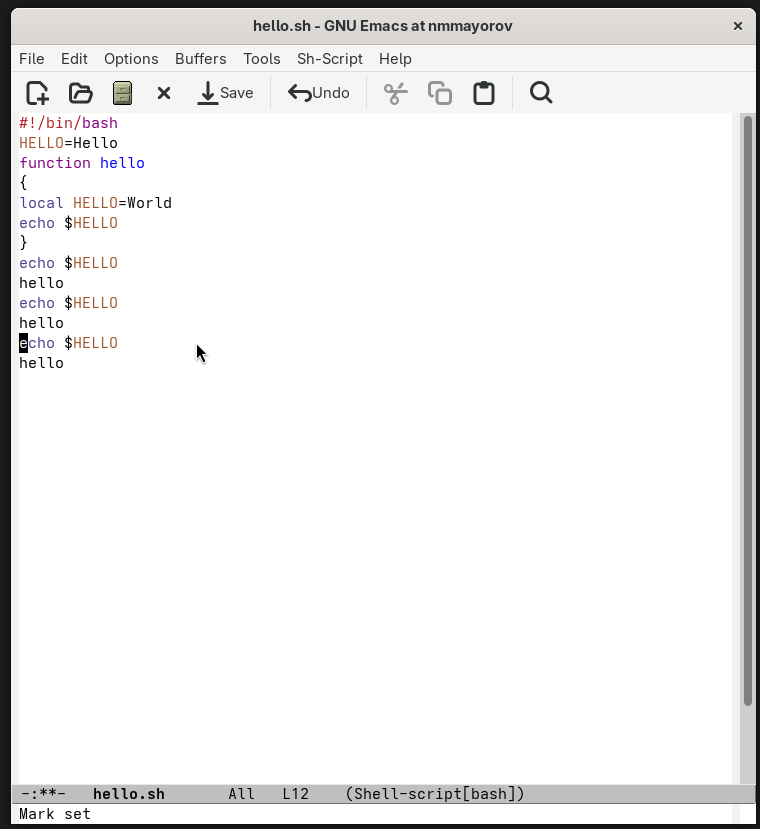 hello.sh - GNU Emacs at nmmayorov
File Edit Options Buffers Tools Sh-Script Help
Save Undo
#!/bin/bash
HELLO=Hello
function hello
{
local HELLO=World
echo $HELLO
}
echo $HELLO
hello
echo $HELLO
hello
echo $HELLO
hello
-:**- hello.sh All L12 (Shell-script[bash])
Mark set